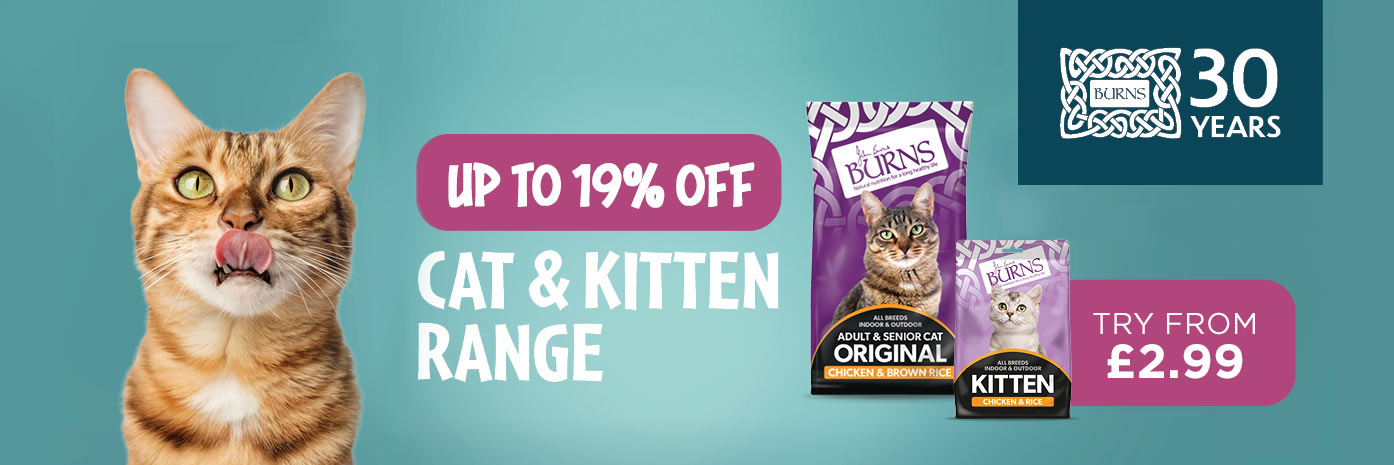 UP TO 19% OFF
CAT & KITTEN
RANGE
BURNS
Natural nutrition for a long healthy life
ALL BREEDS
INDOOR & OUTDOOR
ADULT & SENIOR CAT
ORIGINAL
CHICKEN & BROWN RICE
BURNS
ALL BREEDS
INDOOR & OUTDOOR
KITTEN
CHICKEN & RICE
BURNS
30
YEARS
TRY FROM
£2.99